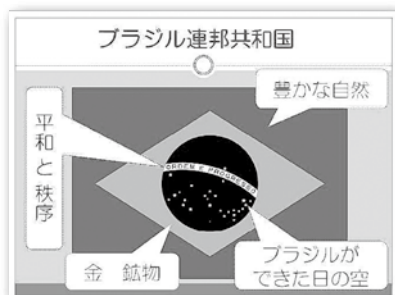 ブラジル連邦共和国
豊かな自然
平和と秩序
ORDEM E PROGRESSO
金 鉱物
ブラジルが
できた日の空